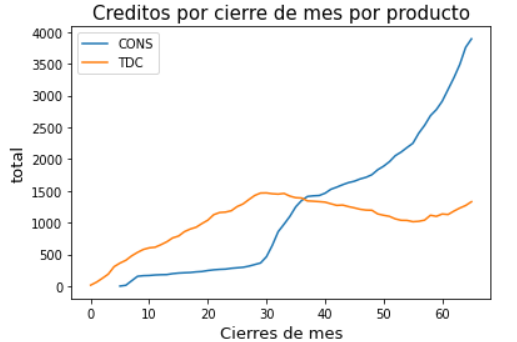 Creditos por cierre de mes por producto
CONS
TDC
total
4000
3500
3000
2500
2000
1500
1000
500
0
0 10 20 30 40 50 60
Cierres de mes